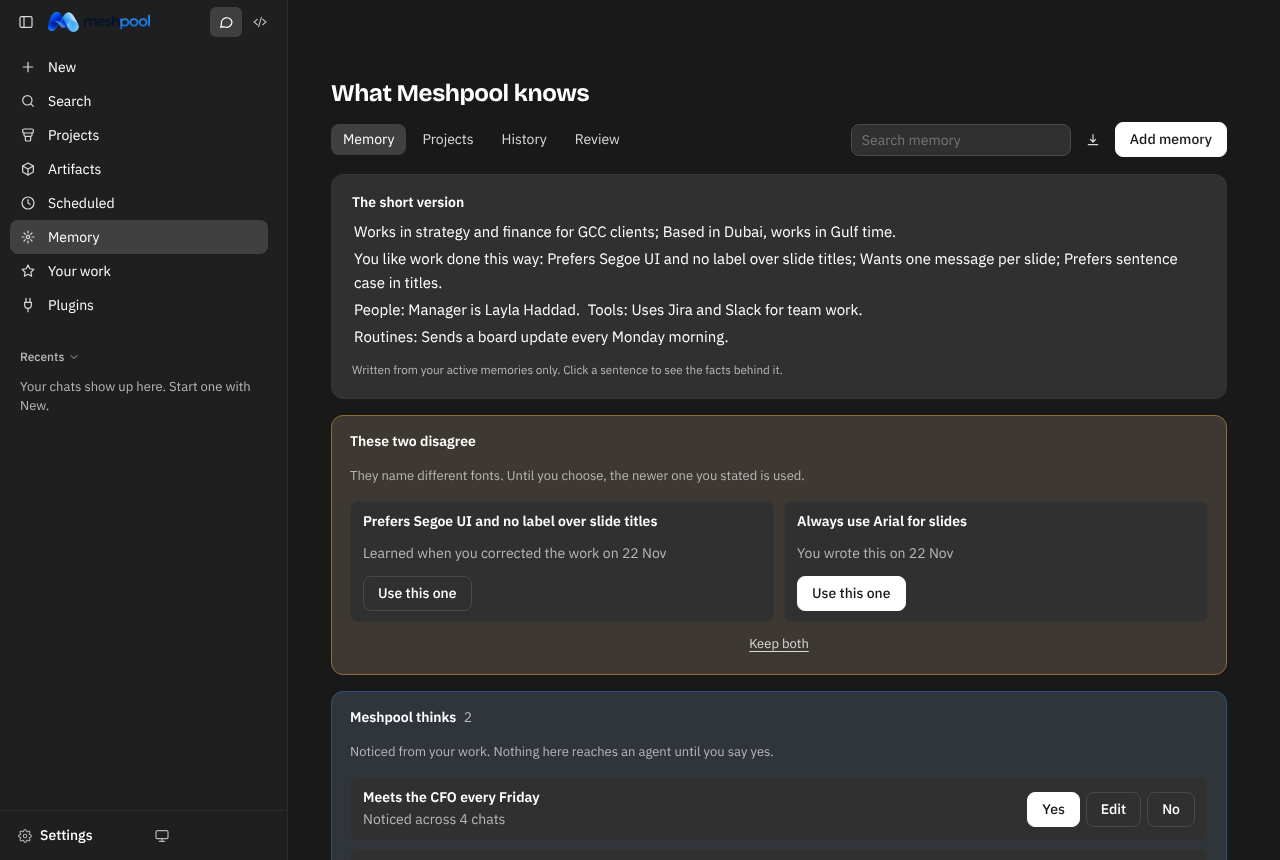 meshpool
New
Search
Projects
Artifacts
Scheduled
Memory
Your work
Plugins
Recents
Your chats show up here. Start one with
New.
Settings
What Meshpool knows
Memory
Projects
History
Review
Search memory
Add memory
The short version
Works in strategy and finance for GCC clients; Based in Dubai, works in Gulf time.
You like work done this way: Prefers Segoe UI and no label over slide titles; Wants one message per slide; Prefers sentence
case in titles.
People: Manager is Layla Haddad. Tools: Uses Jira and Slack for team work.
Routines: Sends a board update every Monday morning.
Written from your active memories only. Click a sentence to see the facts behind it.
These two disagree
They name different fonts. Until you choose, the newer one you stated is used.
Prefers Segoe UI and no label over slide titles
Learned when you corrected the work on 22 Nov
Use this one
Always use Arial for slides
You wrote this on 22 Nov
Use this one
Keep both
Meshpool thinks 2
Noticed from your work. Nothing here reaches an agent until you say yes.
Meets the CFO every Friday
Noticed across 4 chats
Yes
Edit
No